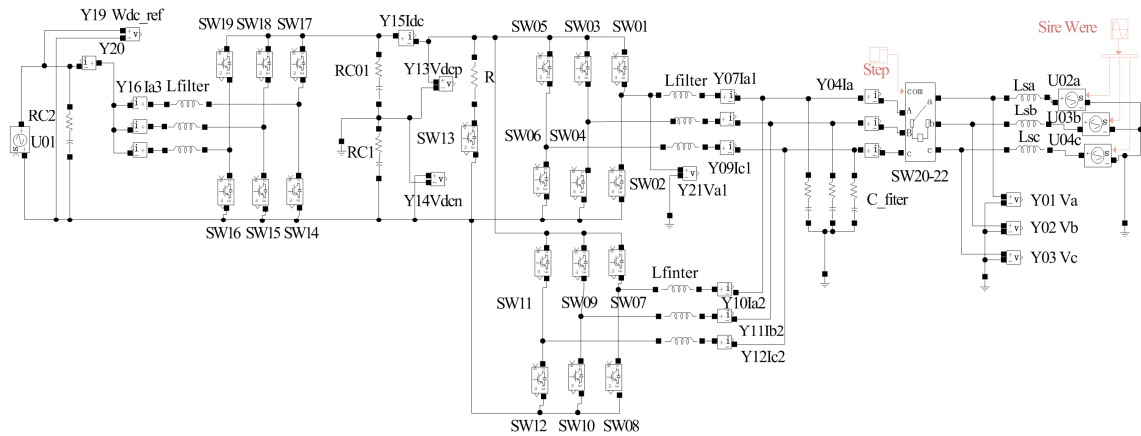 Y19 Wdc_ref
Y20
SW19
SW18
SW17
Y15Idc
SW05
SW03
SW01
Sire Were
RC2
U01
Y16Ia3
Lfilter
RC01
Y13Vdcp
R
Lfilter
Y07Ia1
Step
Y04Ia
com
A
B
C
a
b
c
Lsa
Lsb
Lsc
U02a
U03b
U04c
SW13
SW06
SW04
RC1
Y14Vdcn
SW02
Y09Ic1
Y21Va1
C_fiter
SW20-22
Y01 Va
Y02 Vb
Y03 Vc
SW16
SW15
SW14
SW11
SW09
SW07
Lfinter
Y10Ia2
Y11Ib2
Y12Ic2
SW12
SW10
SW08